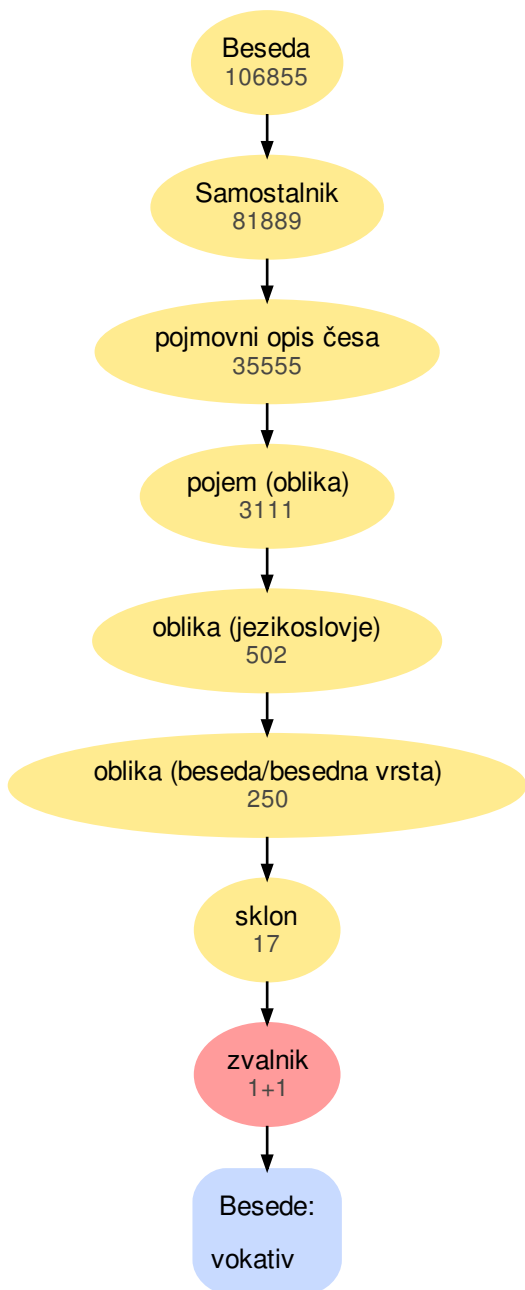 Beseda
106855
Samostalnik
81889
pojmovni opis česa
35555
pojem (oblika)
3111
oblika (jezikoslovje)
502
oblika (beseda/besedna vrsta)
250
sklon
17
zvalnik
1+1
Besede:
vokativ